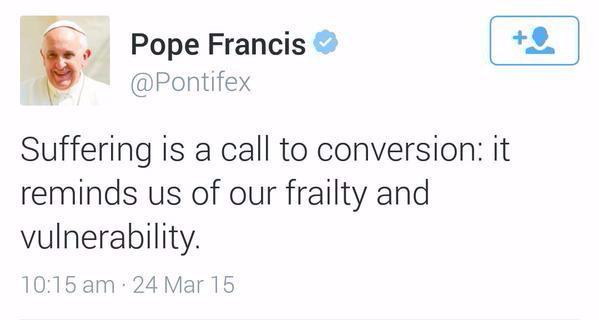 Pope Francis
@Pontifex
Suffering is a call to conversion: it
reminds us of our frailty and
vulnerability.
10:15 am · 24 Mar 15